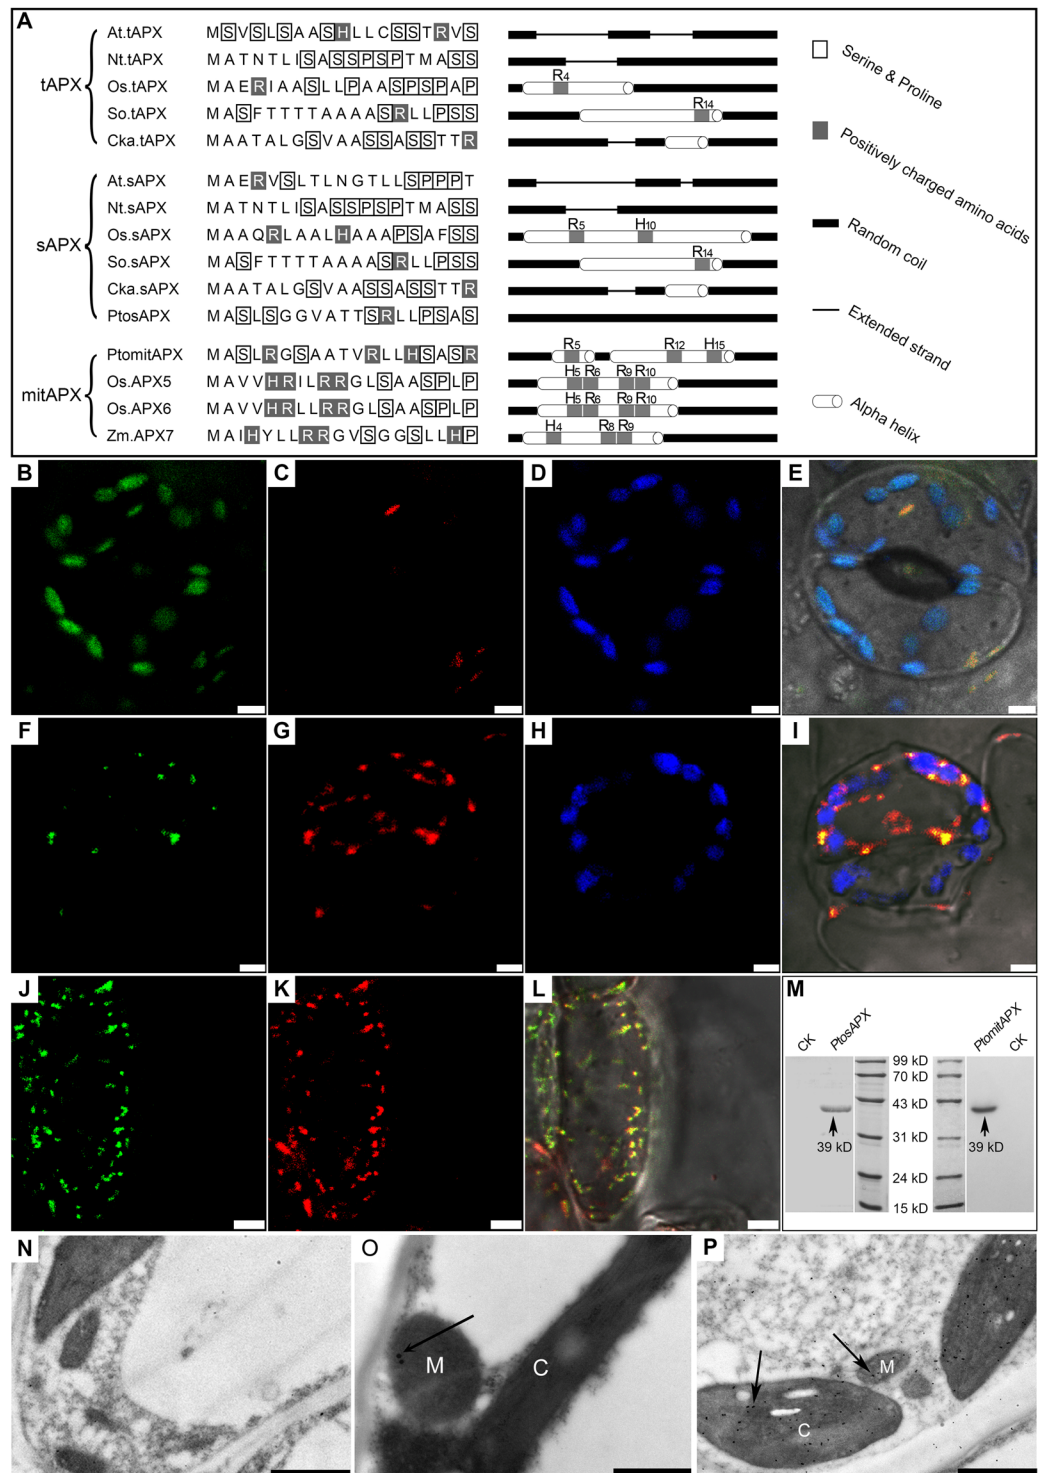 A
tAPX
At.tAPX MSVSLSAASHLLCSSTRVS
Nt.tAPX MATNTLISASSPSPTMASS
Os.tAPX MAERIAASLLPAASPSPAP R4
So.tAPX MASFTTTTAAAASRLLPSS R14
Cka.tAPX MAATALGSVAASSASSTTR
sAPX
At.sAPX MAERVSLTLNGTLLSPPPT
Nt.sAPX MATNTLISASSPSPTMASS
Os.sAPX MAAQRLAALHAAAPSAFSS R5 H10
So.sAPX MASFTTTTAAAASRLLPSS R14
Cka.sAPX MAATALGSVAASSASSTTR
PtosAPX MASLSGGVATTSRLLPSAS
mitAPX
PtomitAPX MASLRGSAATVRLLHSASR R5 R12 H15
Os.APX5 MAVVHRILRRGLSAASPLP H5 R6 R9 R10
Os.APX6 MAVVHRLLRRGLSAASPLP H5 R6 R9 R10
Zm.APX7 MAIHYLLRRGVSGGSLLHP H4 R8 R9
Serine & Proline
Positively charged amino acids
Random coil
Extended strand
Alpha helix
B C D E
F G H I
J K L M
CK PtosAPX PtomitAPX CK
99 kD
70 kD
43 kD
39 kD 31 kD 39 kD
24 kD
15 kD
N O P
M C
M
C